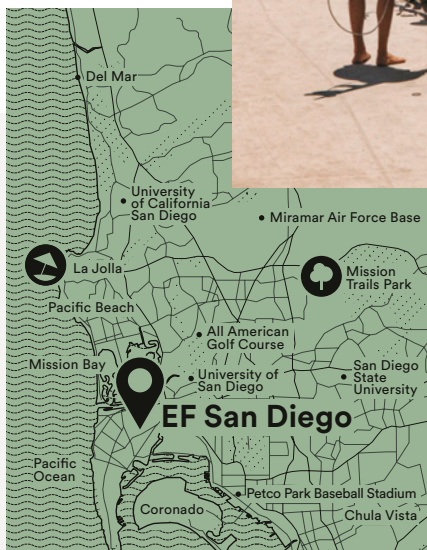 Del Mar
University
of California
San Diego
Miramar Air Force Base
La Jolla
Mission
Trails Park
Pacific Beach
All American
Golf Course
Mission Bay
University of
San Diego
San Diego
State
University
EF San Diego
Pacific
Ocean
Petco Park Baseball Stadium
Coronado
Chula Vista